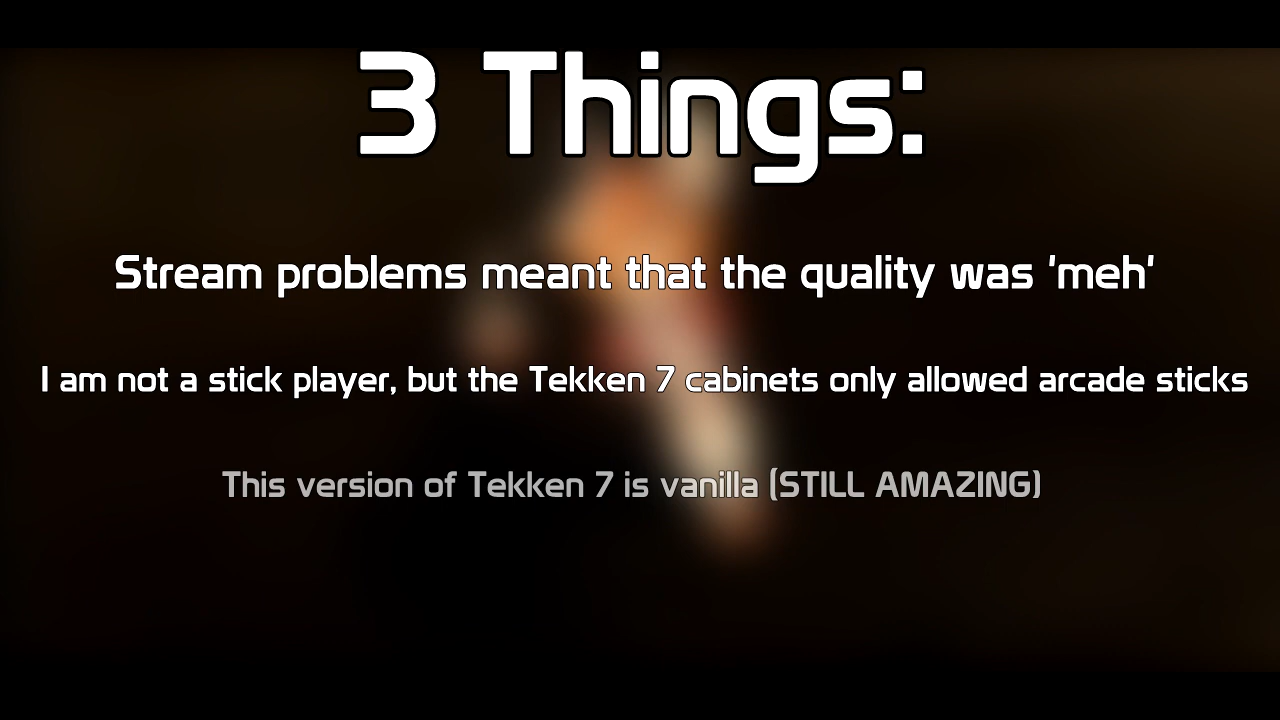 3 Things:
Stream problems meant that the quality was 'meh'
I am not a stick player, but the Tekken 7 cabinets only allowed arcade sticks
This version of Tekken 7 is vanilla (STILL AMAZING)